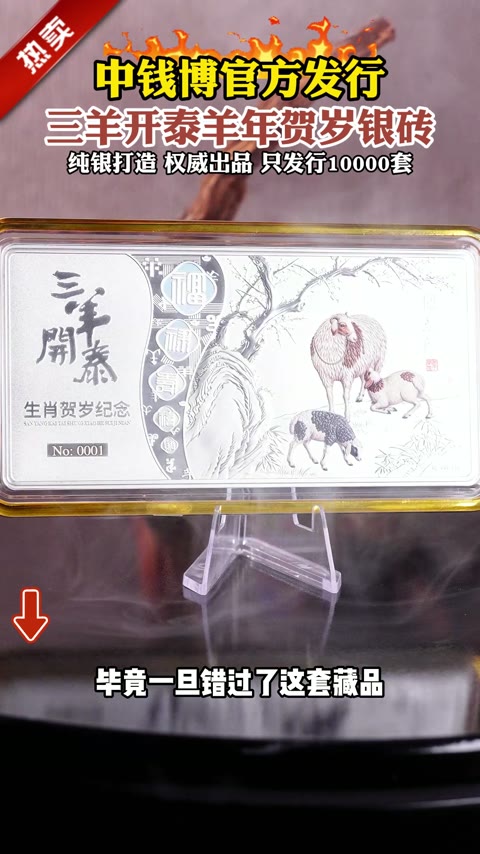 热卖
中钱博官方发行
三羊开泰羊年贺岁银砖
纯银打造 权威出品 只发行10000套
三羊開泰
生肖贺岁纪念
No: 0001
福
毕竟一旦错过了这套藏品